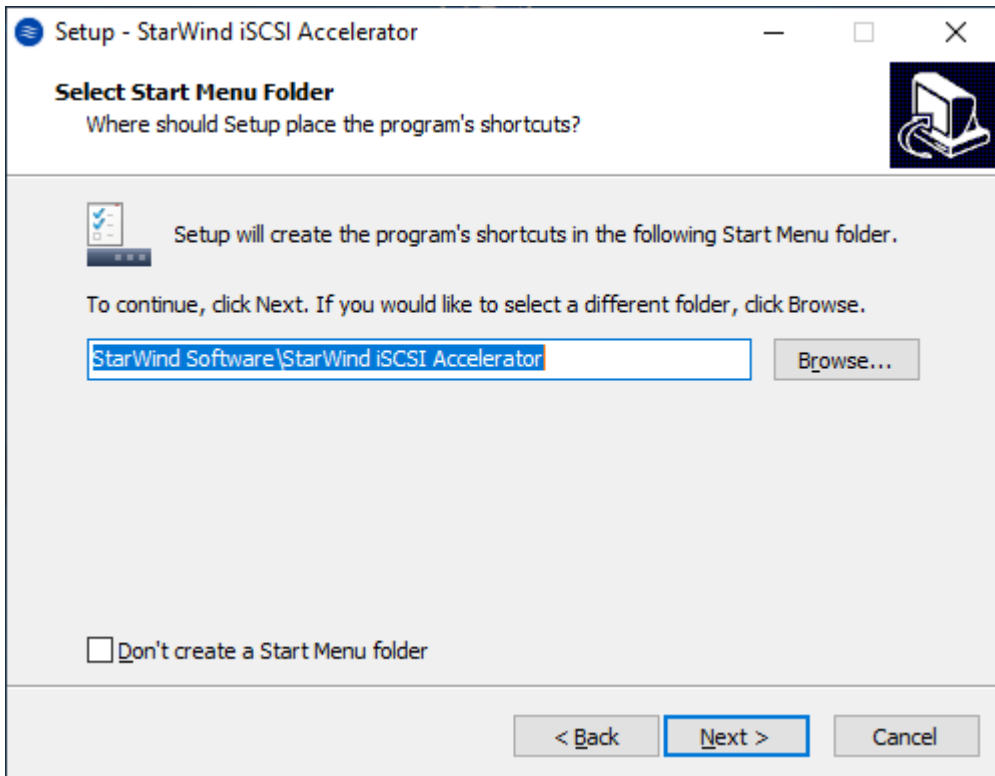 Setup - StarWind iSCSI Accelerator
Select Start Menu Folder
Where should Setup place the program's shortcuts?
Setup will create the program's shortcuts in the following Start Menu folder.
To continue, click Next. If you would like to select a different folder, click Browse.
StarWind Software\StarWind iSCSI Accelerator
Browse...
Don't create a Start Menu folder
< Back
Next >
Cancel